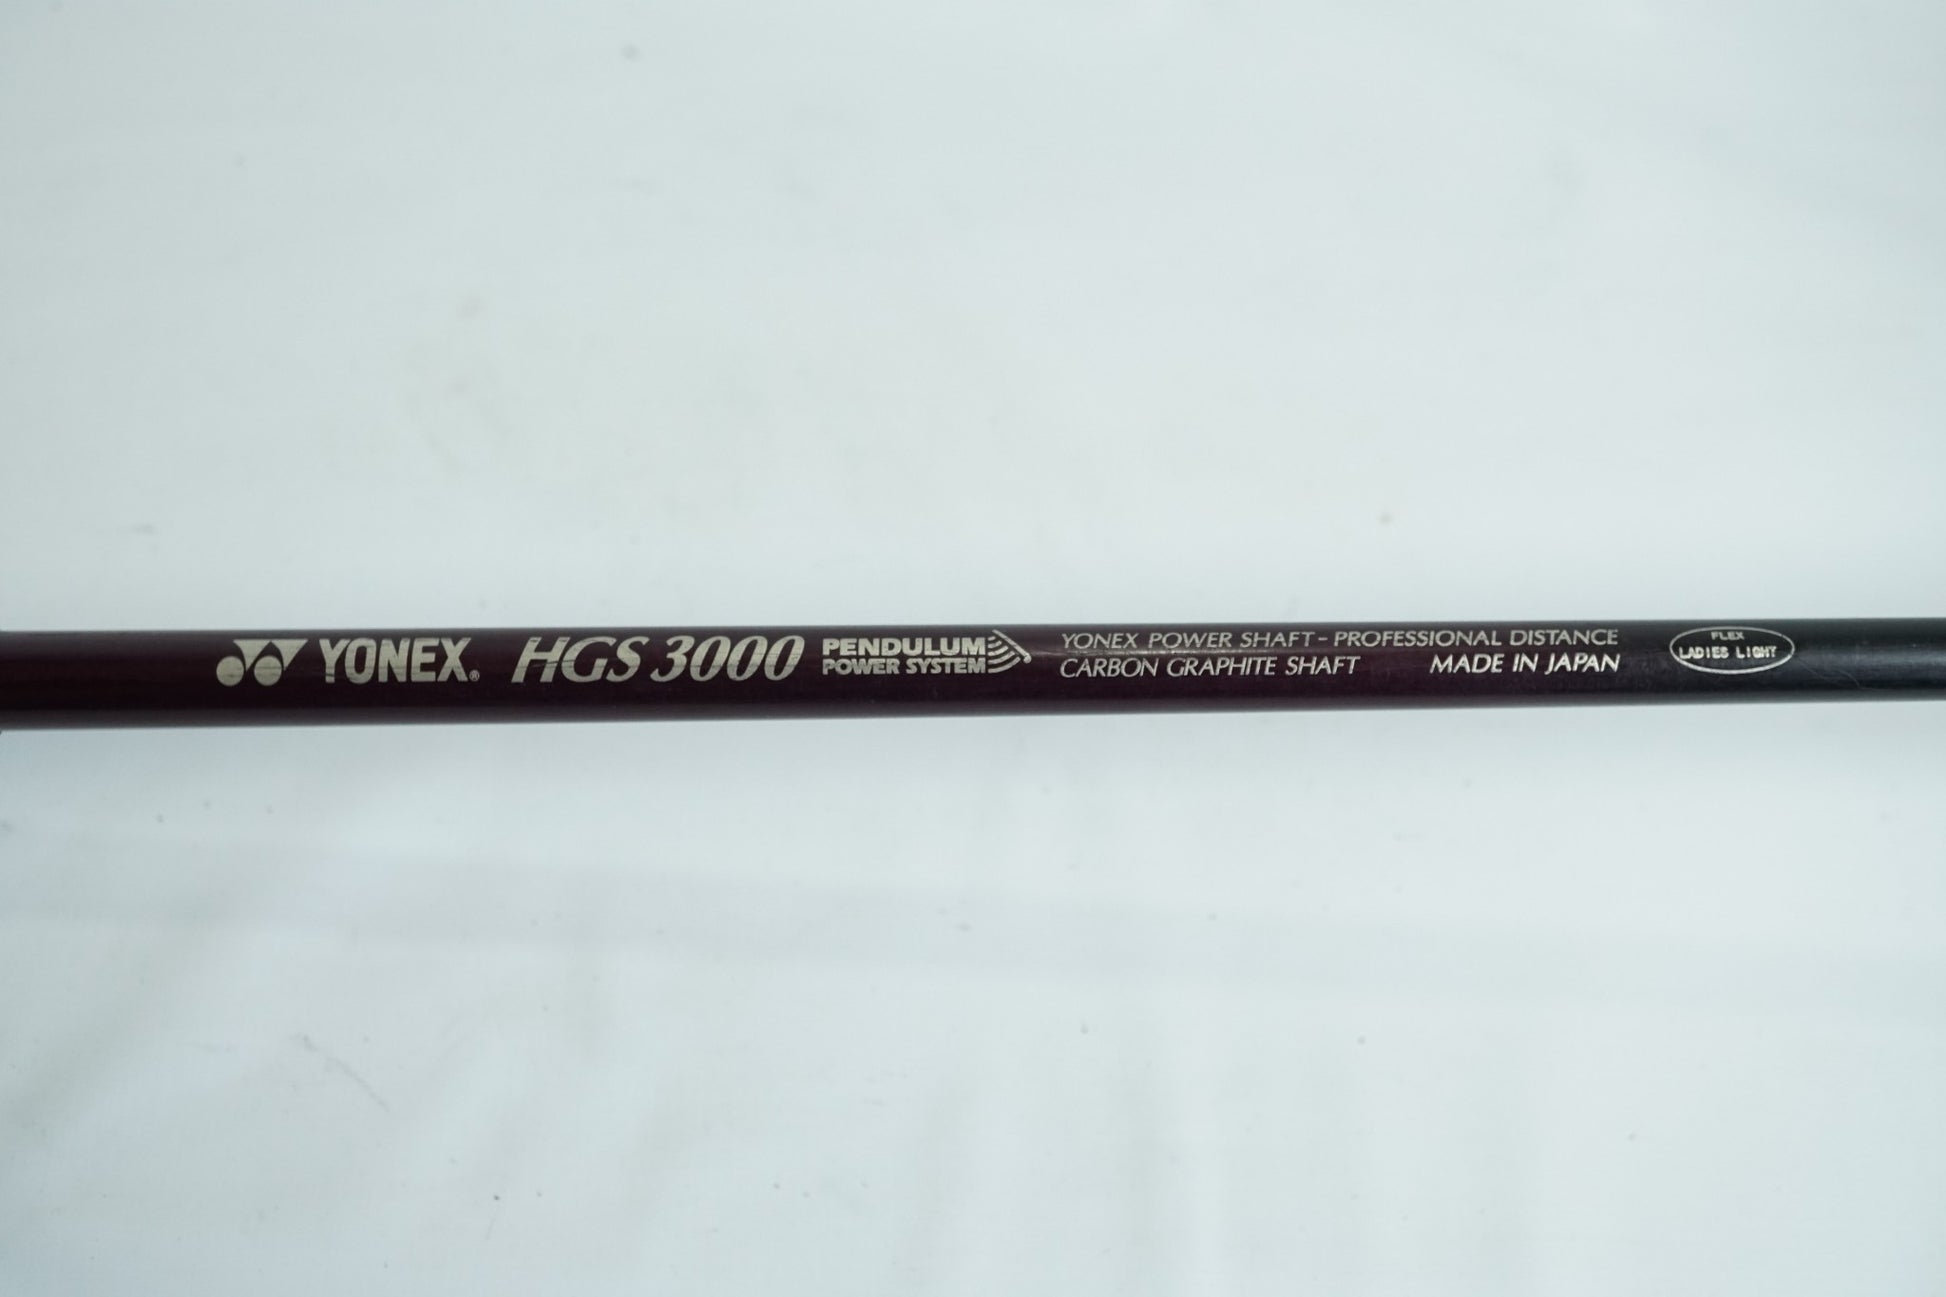 YONEX® HGS 3000
PENDULUM
POWER SYSTEM
YONEX POWER SHAFT - PROFESSIONAL DISTANCE
CARBON GRAPHITE SHAFT MADE IN JAPAN
FLEX
LADIES LIGHT